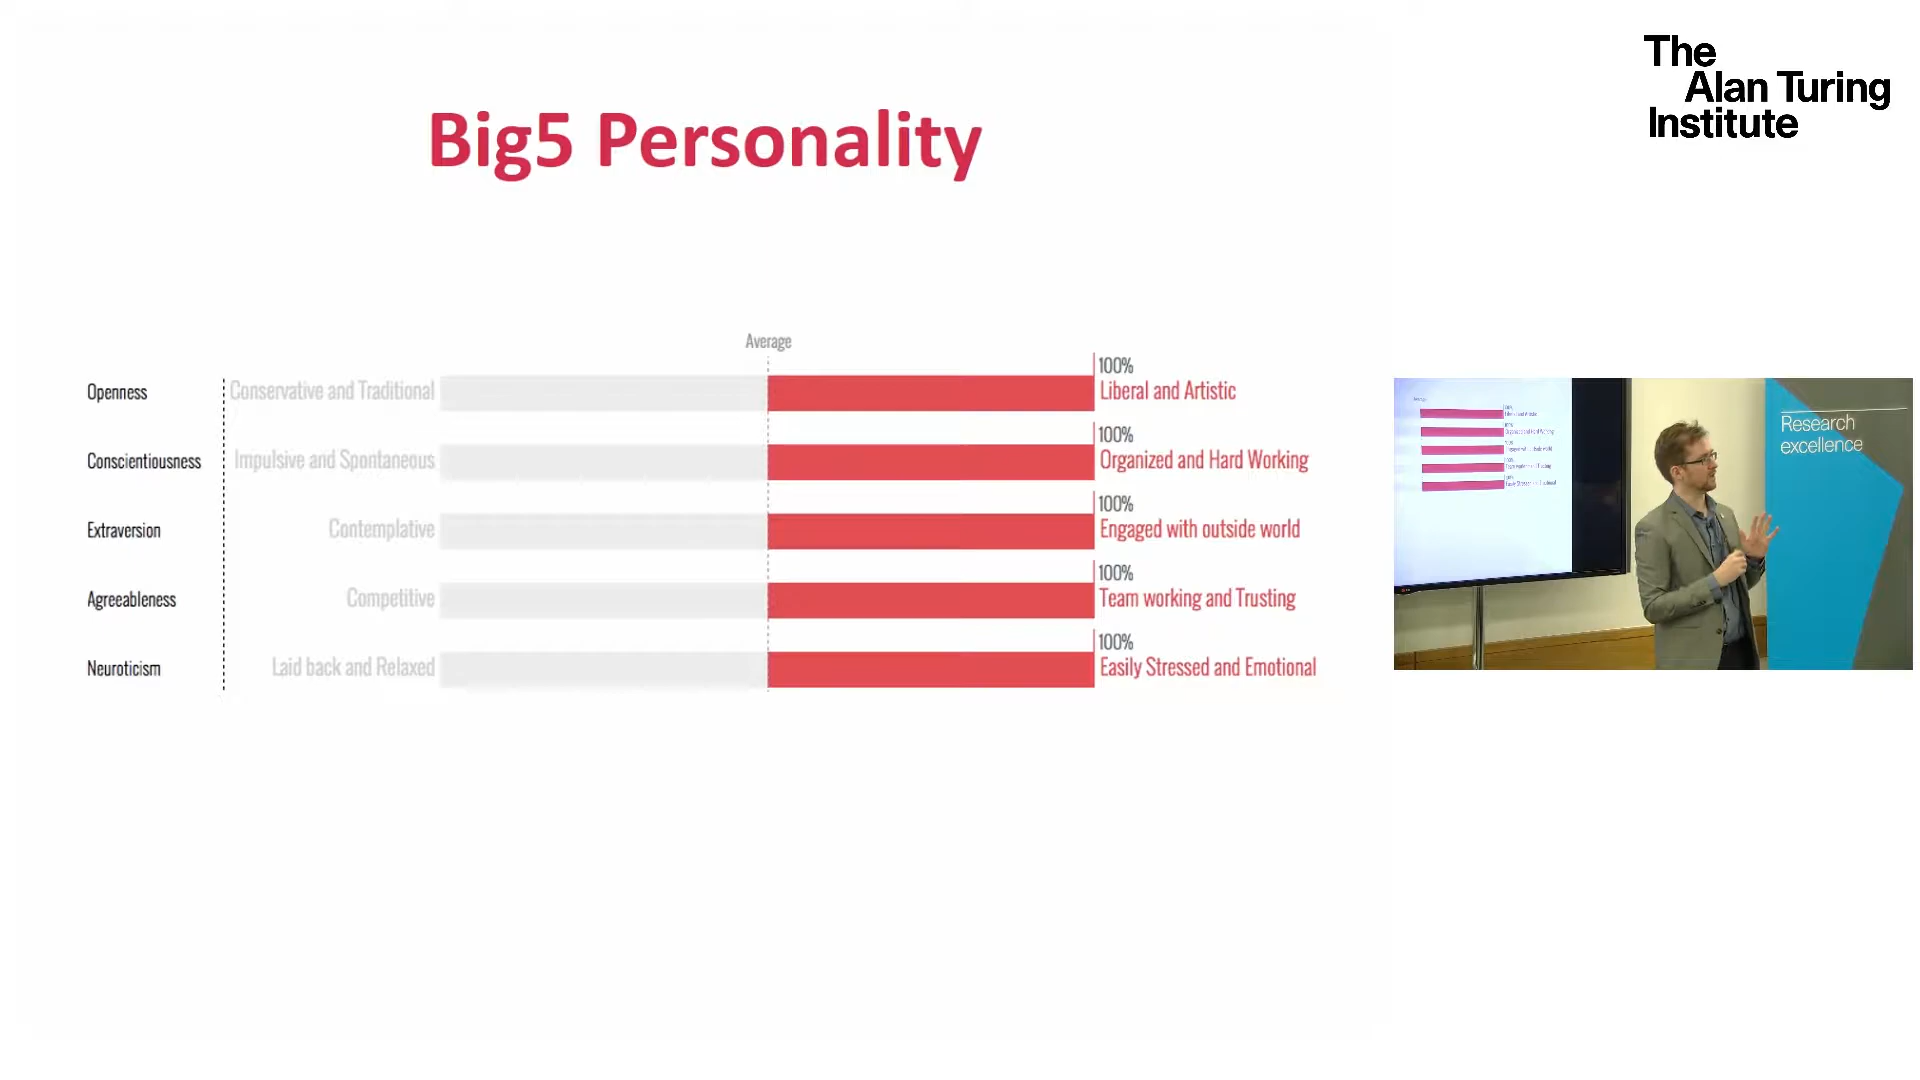 The
Alan Turing
Institute
Big5 Personality
Average
100%
Openness Conservative and Traditional Liberal and Artistic
100%
Conscientiousness Impulsive and Spontaneous Organized and Hard Working
100%
Extraversion Contemplative Engaged with outside world
100%
Agreeableness Competitive Team working and Trusting
100%
Neuroticism Laid back and Relaxed Easily Stressed and Emotional
Research
excellence